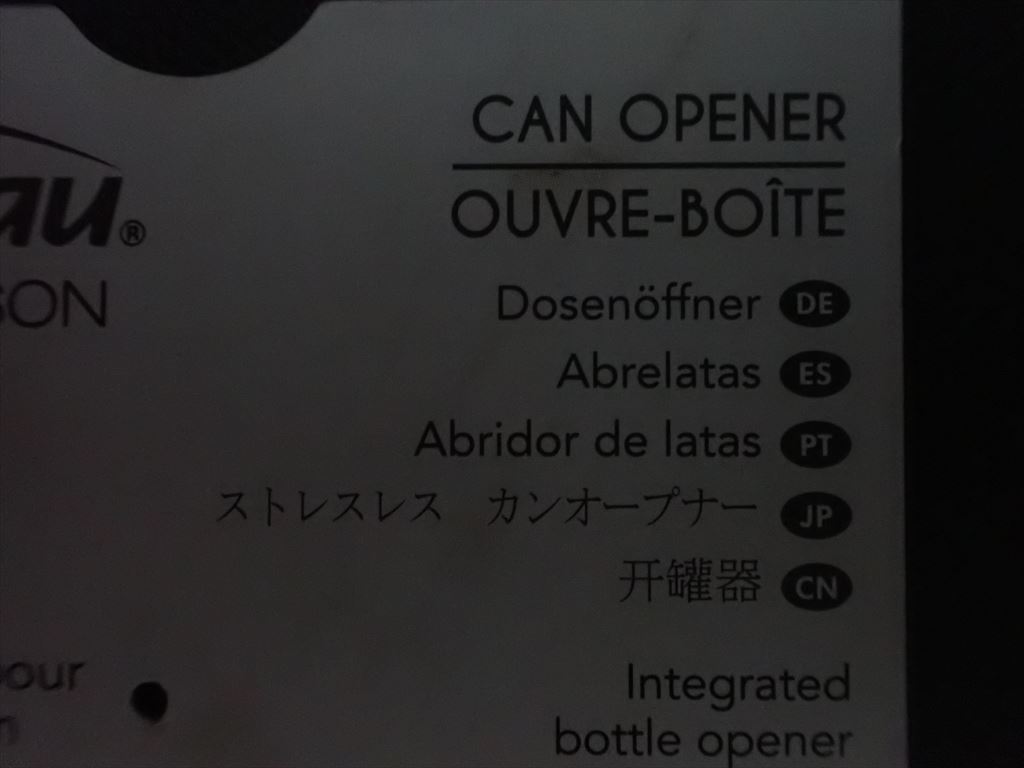 CAN OPENER
OUVRE-BOÎTE
Dosenöffner DE
Abrelatas ES
Abridor de latas PT
ストレスレス　カンオープナー JP
开罐器 CN
Integrated
bottle opener